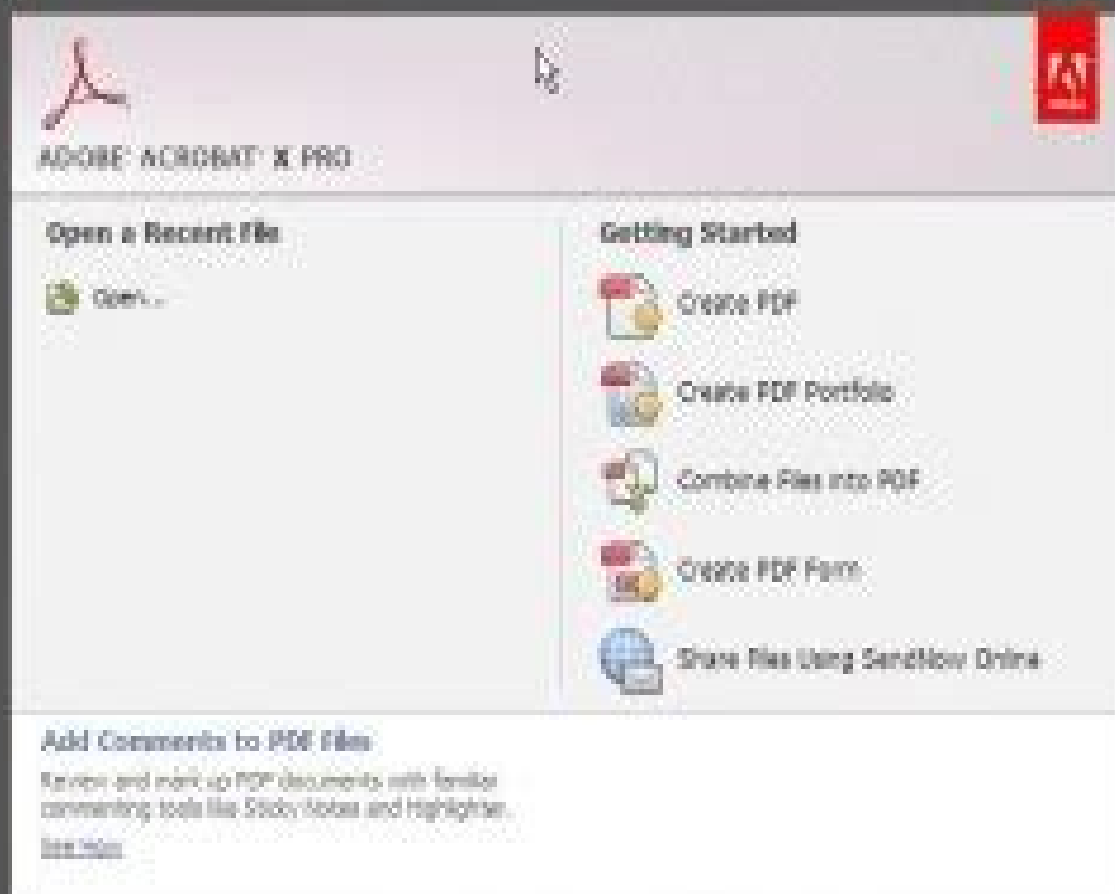 ADOBE® ACROBAT® X PRO
Open a Recent File
Open...
Getting Started
Create PDF
Create PDF Portfolio
Combine Files into PDF
Create PDF Form
Share Files Using SendNow Online
Add Comments to PDF Files
Review and mark up PDF documents with familiar
commenting tools like Sticky Notes and Highlighter.